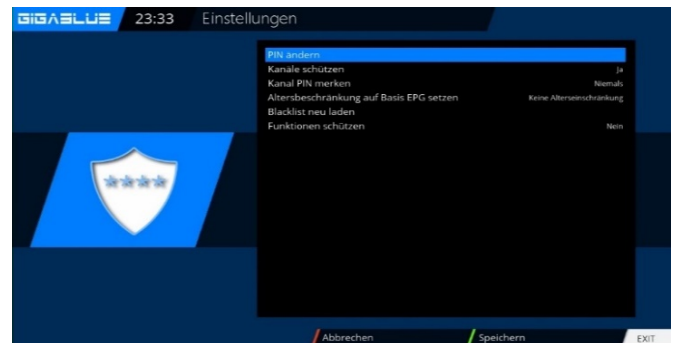 GIGABLUE 23:33 Einstellungen
PIN ändern
Kanäle schützen Ja
Kanal PIN merken Niemals
Altersbeschränkung auf Basis EPG setzen Keine Alterseinschränkung
Blacklist neu laden
Funktionen schützen Nein
Abbrechen Speichern EXIT